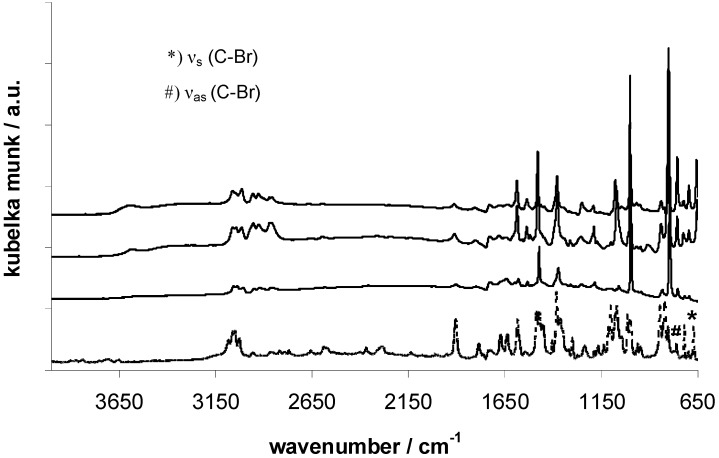 *) νs (C-Br)
#) νas (C-Br)
kubelka munk / a.u.
#
*
3650 3150 2650 2150 1650 1150 650
wavenumber / cm-1